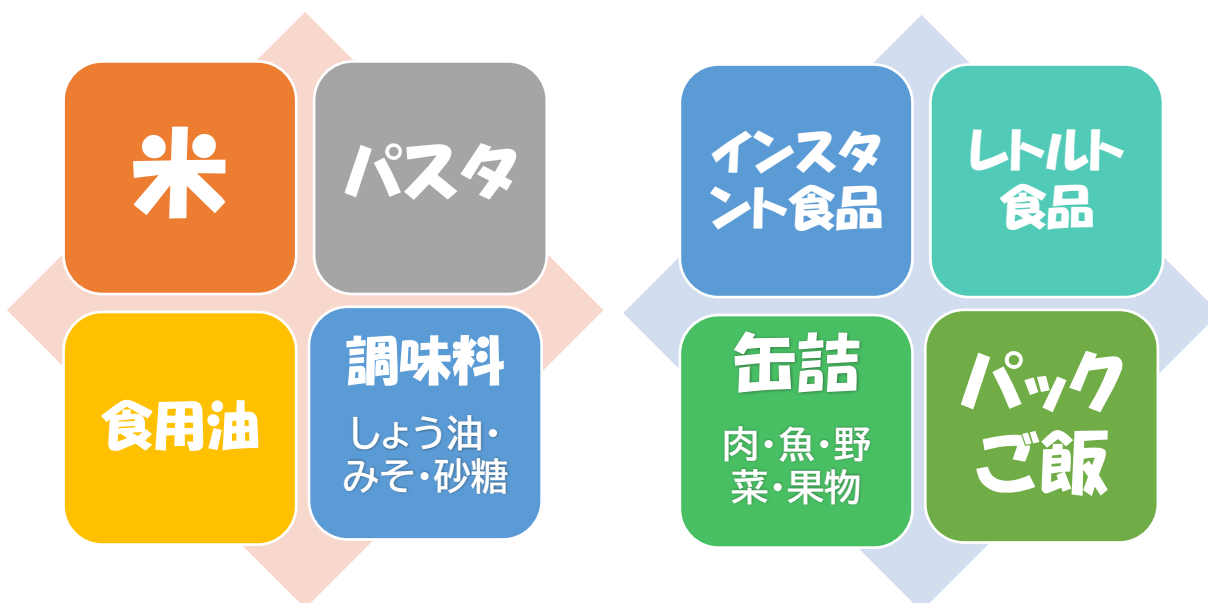 米
パスタ
食用油
調味料
しょう油・
みそ・砂糖
インスタ
ント食品
レトルト
食品
缶詰
肉・魚・野
菜・果物
パック
ご飯